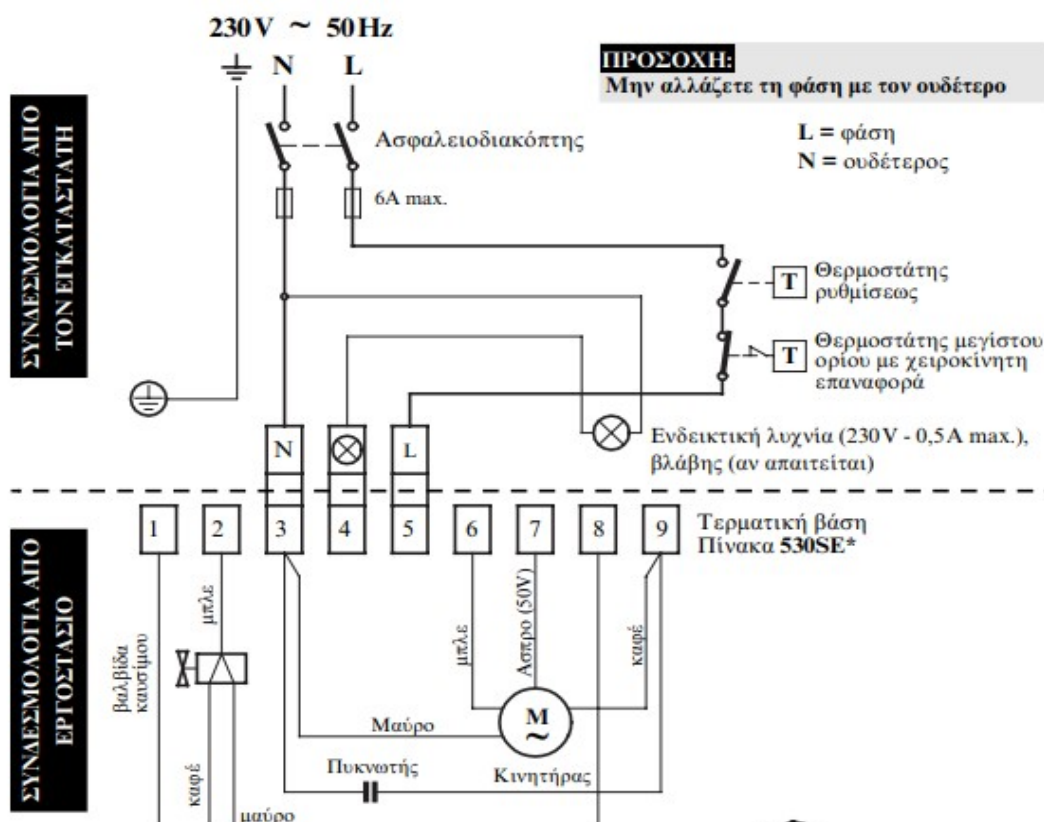 230V ~ 50Hz
N L
ΠΡΟΣΟΧΗ:
Μην αλλάζετε τη φάση με τον ουδέτερο
L = φάση
N = ουδέτερος
Ασφαλειοδιακόπτης
6A max.
ΣΥΝΔΕΣΜΟΛΟΓΙΑ ΑΠΟ
ΤΟΝ ΕΓΚΑΤΑΣΤΑΤΗ
T
Θερμοστάτης
ρυθμίσεως
T
Θερμοστάτης μεγίστου
ορίου με χειροκίνητη
επαναφορά
Ενδεικτική λυχνία (230V - 0,5A max.),
βλάβης (αν απαιτείται)
N L
1 2 3 4 5 6 7 8 9
Τερματική βάση
Πίνακα 530SE*
ΣΥΝΔΕΣΜΟΛΟΓΙΑ ΑΠΟ
ΕΡΓΟΣΤΑΣΙΟ
βαλβίδα
καυσίμου
μπλε
μπλε
Ασπρο (50V)
καφέ
M
~
Μαύρο
Πυκνωτής
Κινητήρας
καφέ
μαύρο